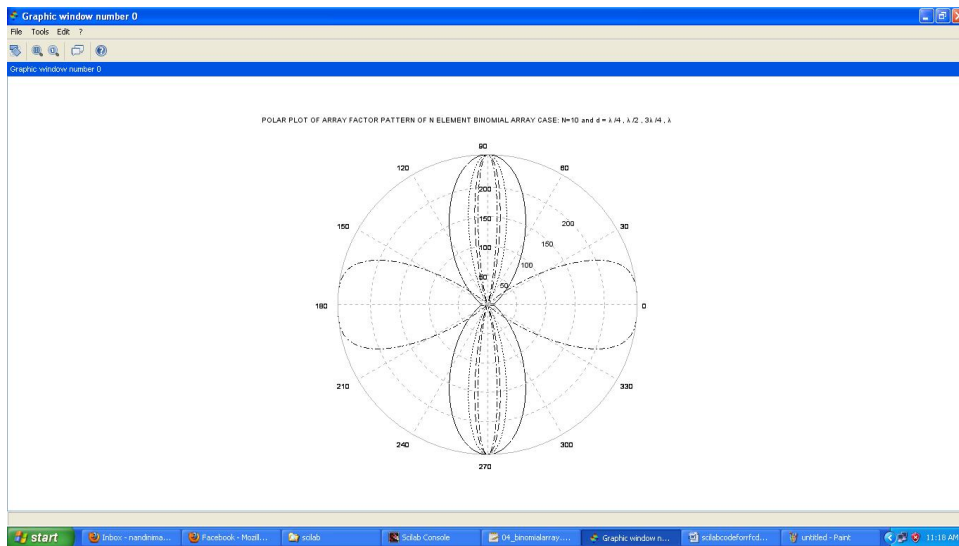 Graphic window number 0
File Tools Edit ?
Graphic window number 0
POLAR PLOT OF ARRAY FACTOR PATTERN OF N ELEMENT BINOMIAL ARRAY CASE: N=10 and d = λ /4 , λ /2 , 3λ /4 , λ
90
120
60
200
150
200
30
150
150
100
100
50
50
180
0
210
330
240
300
270
start
Inbox - nandnima...
Facebook - Mozill...
scilab
Scilab Console
04_binomialarray....
Graphic window n...
scilabcodeforrfcd...
untitled - Paint
11:18 AM